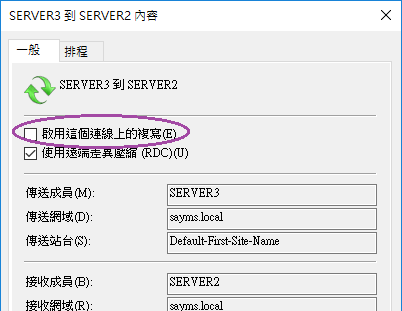 SERVER3 到 SERVER2 內容
一般 排程
SERVER3 到 SERVER2
啟用這個連線上的複寫(E)
使用遠端差異壓縮 (RDC)(U)
傳送成員(M): SERVER3
傳送網域(D): sayms.local
傳送站台(S): Default-First-Site-Name
接收成員(B): SERVER2
接收網域(R): sayms.local